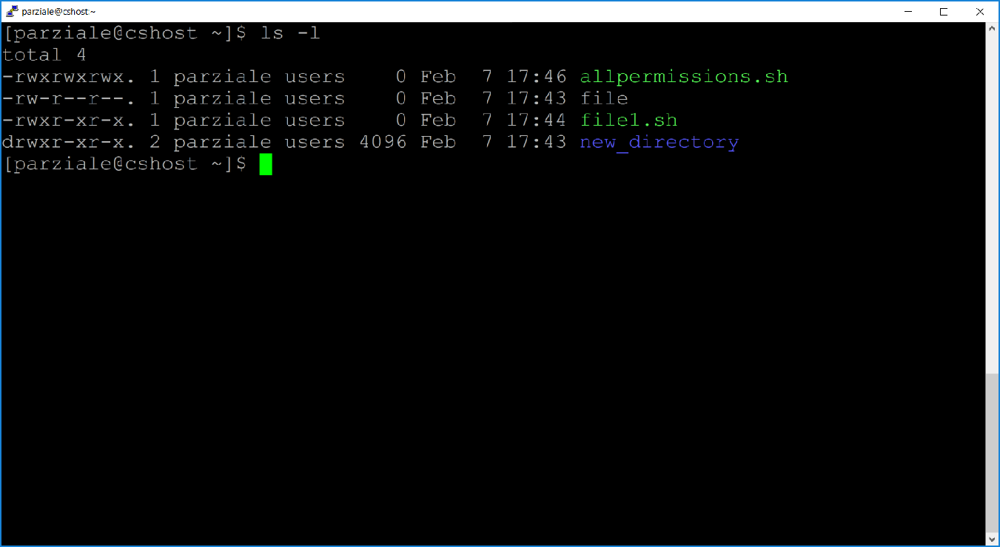 parziale@cshost:~
[parziale@cshost ~]$ ls -l
total 4
-rwxrwxrwx. 1 parziale users    0 Feb  7 17:46 allpermissions.sh
-rw-r--r--. 1 parziale users    0 Feb  7 17:43 file
-rwxr-xr-x. 1 parziale users    0 Feb  7 17:44 file1.sh
drwxr-xr-x. 2 parziale users 4096 Feb  7 17:43 new_directory
[parziale@cshost ~]$